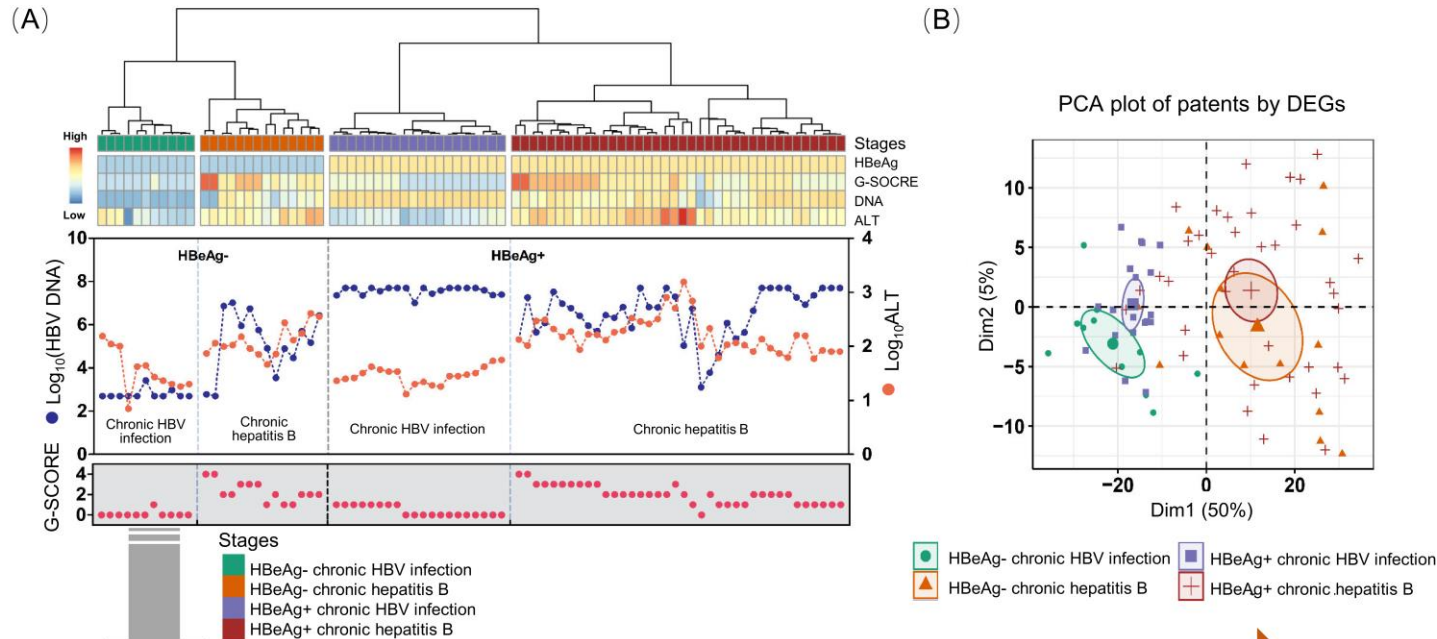 (A)
High
Low
Stages
HBeAg
G-SOCRE
DNA
ALT
HBeAg-
HBeAg+
10
8
6
4
2
0
Log10(HBV DNA)
4
3
2
1
0
Log10ALT
Chronic HBV
infection
Chronic
hepatitis B
Chronic HBV infection
Chronic hepatitis B
G-SCORE
4
2
0
Stages
HBeAg- chronic HBV infection
HBeAg- chronic hepatitis B
HBeAg+ chronic HBV infection
HBeAg+ chronic hepatitis B
(B)
PCA plot of patents by DEGs
Dim2 (5%)
10
5
0
−5
−10
−20
0
20
Dim1 (50%)
HBeAg- chronic HBV infection
HBeAg+ chronic HBV infection
HBeAg- chronic hepatitis B
HBeAg+ chronic hepatitis B